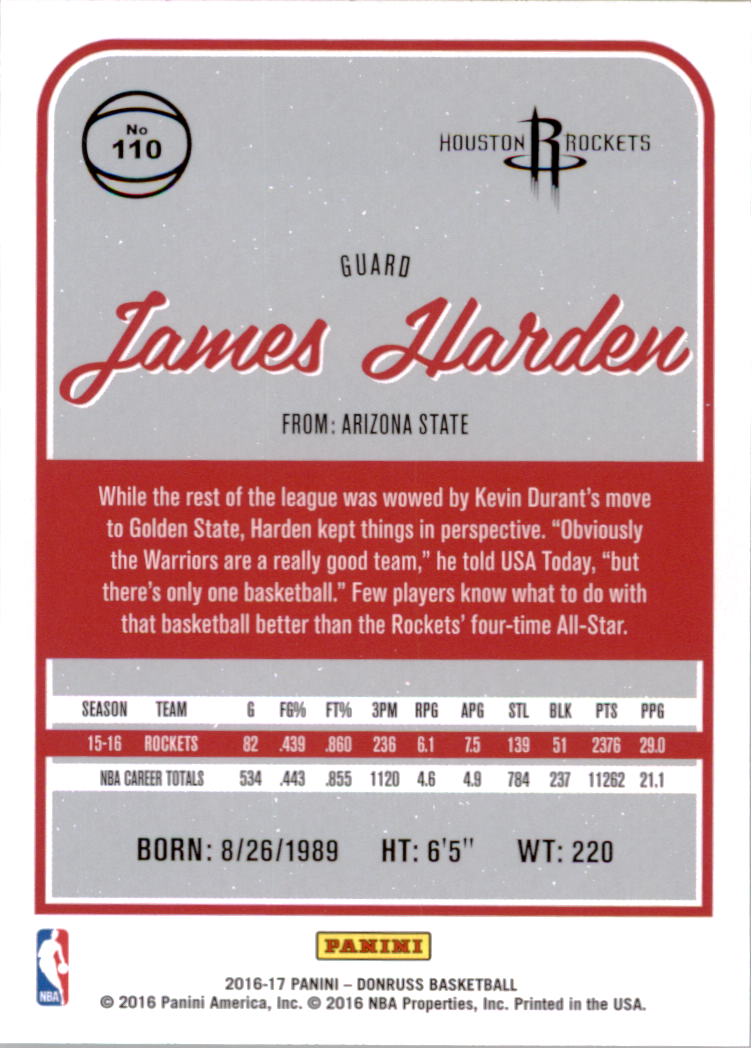 No
110
HOUSTON ROCKETS
GUARD
James Harden
FROM: ARIZONA STATE
While the rest of the league was wowed by Kevin Durant's move
to Golden State, Harden kept things in perspective. "Obviously
the Warriors are a really good team," he told USA Today, "but
there's only one basketball." Few players know what to do with
that basketball better than the Rockets' four-time All-Star.
SEASON TEAM G FG% FT% 3PM RPG APG STL BLK PTS PPG
15-16 ROCKETS 82 .439 .860 236 6.1 7.5 139 51 2376 29.0
NBA CAREER TOTALS 534 .443 .855 1120 4.6 4.9 784 237 11262 21.1
BORN: 8/26/1989 HT: 6'5" WT: 220
PANINI
NBA
2016-17 PANINI – DONRUSS BASKETBALL
© 2016 Panini America, Inc. © 2016 NBA Properties, Inc. Printed in the USA.